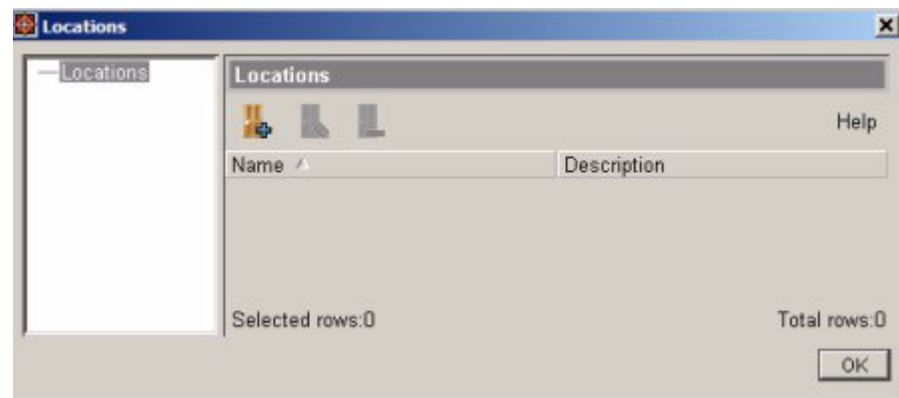 Locations
Locations
Locations
Help
Name
Description
Selected rows:0
Total rows:0
OK